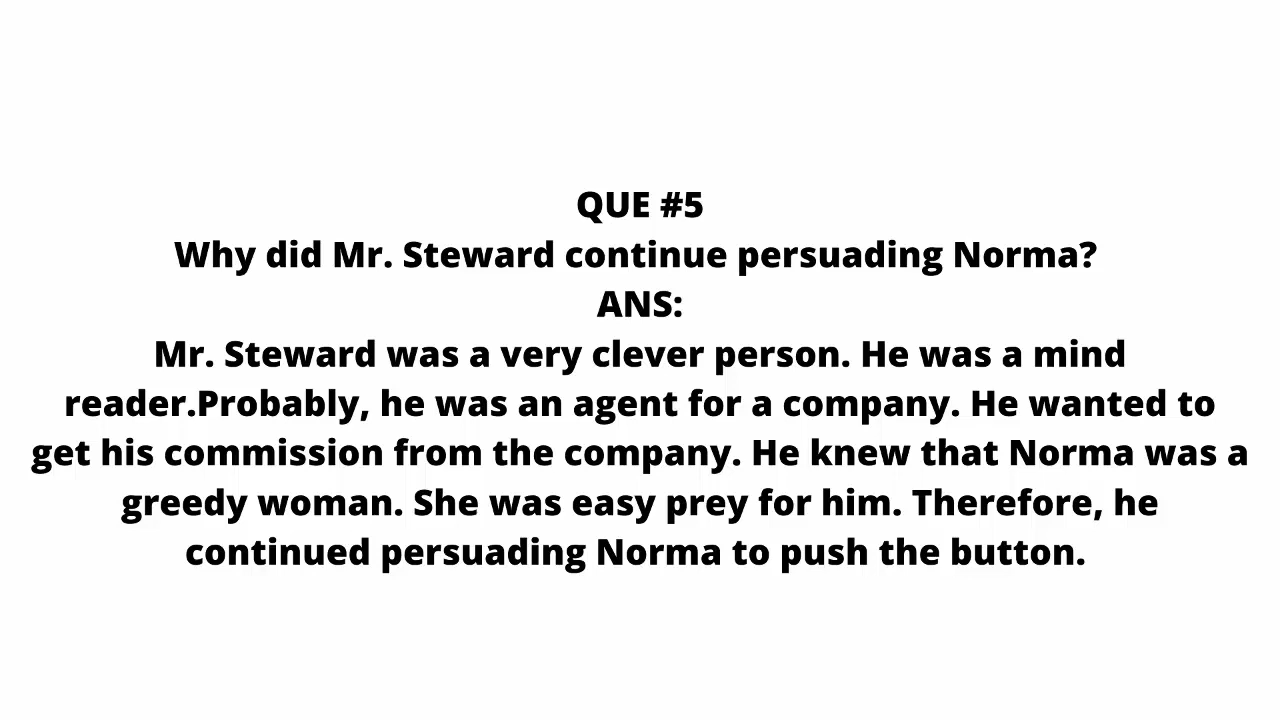 QUE #5
Why did Mr. Steward continue persuading Norma?
ANS:
Mr. Steward was a very clever person. He was a mind
reader.Probably, he was an agent for a company. He wanted to
get his commission from the company. He knew that Norma was a
greedy woman. She was easy prey for him. Therefore, he
continued persuading Norma to push the button.